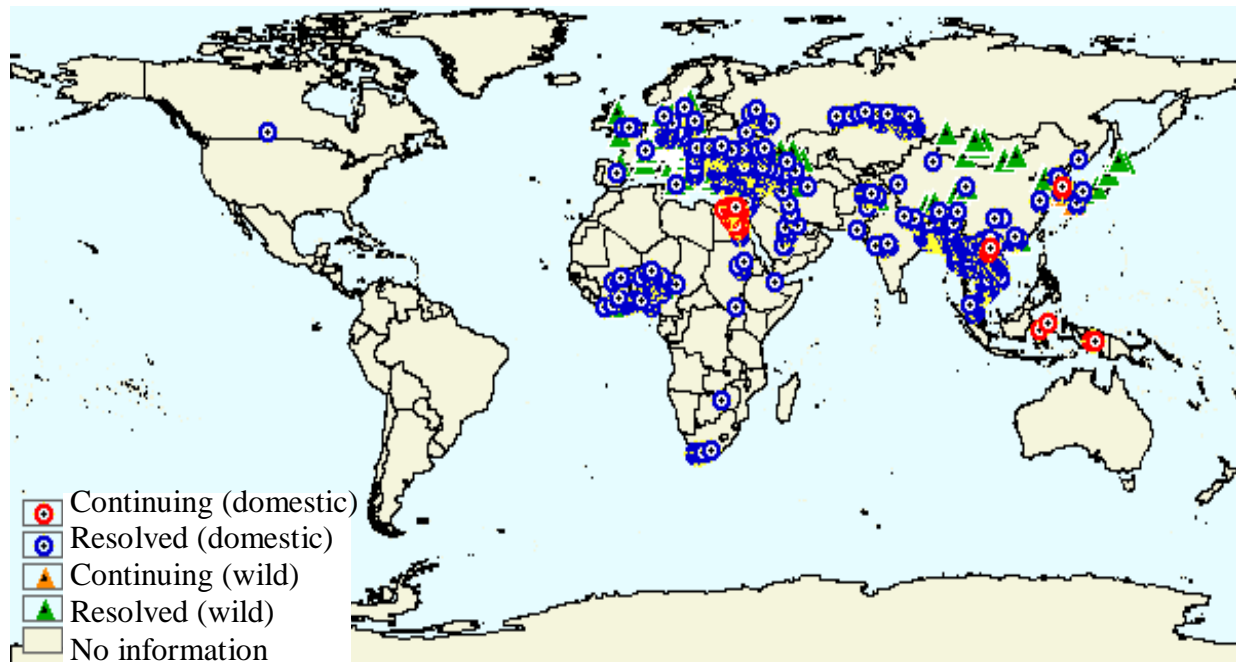 Continuing (domestic)
Resolved (domestic)
Continuing (wild)
Resolved (wild)
No information